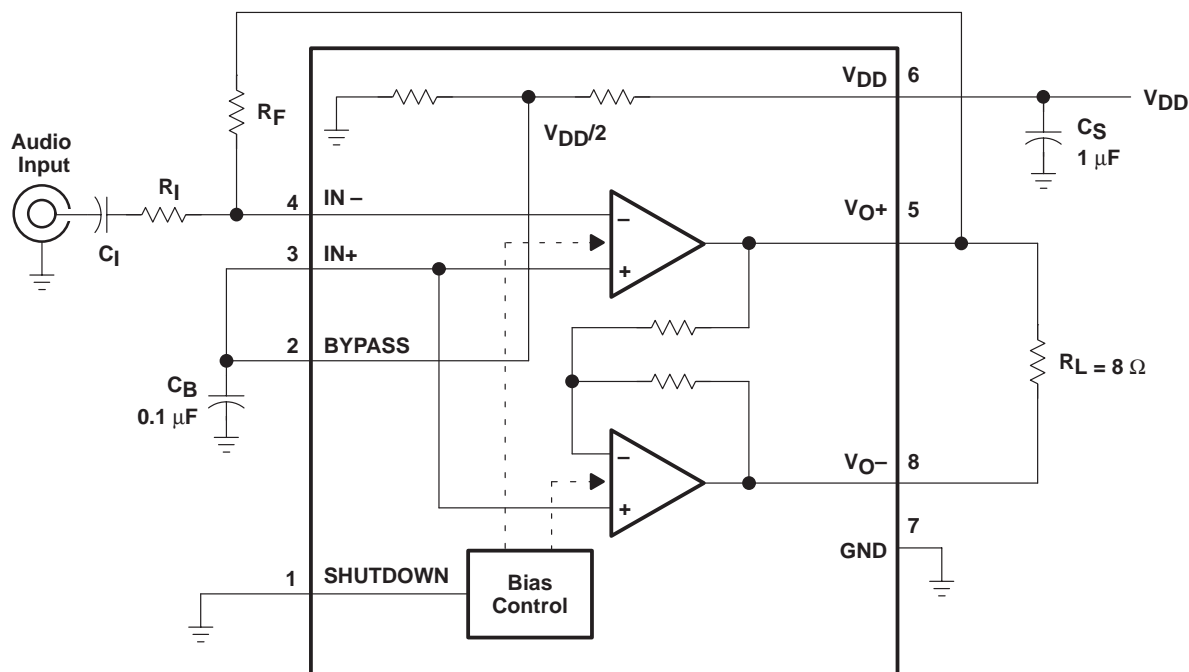 VDD 6
VDD
RF
VDD/2
CS
1 μF
Audio
Input
RI
4 IN –
VO+ 5
CI
–
+
3 IN+
2 BYPASS
CB
0.1 μF
RL = 8 Ω
–
+
VO– 8
7
GND
1 SHUTDOWN
Bias
Control